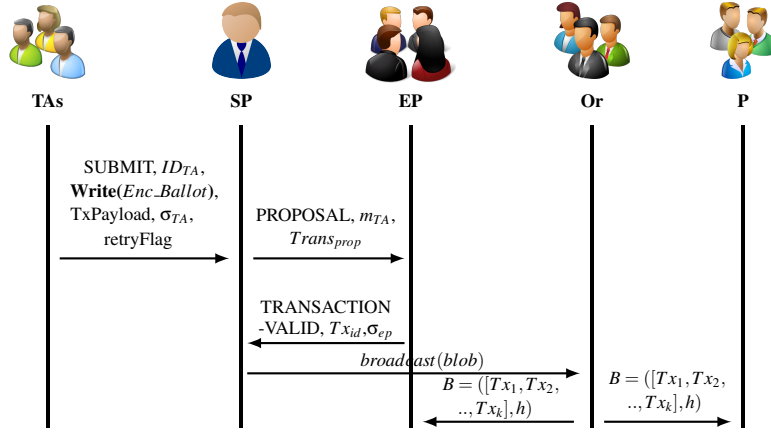 TAs SP EP Or P
SUBMIT, ID_TA,
Write(Enc_Ballot),
TxPayload, σ_TA,
retryFlag
PROPOSAL, m_TA,
Trans_prop
TRANSACTION
-VALID, Tx_id,σ_ep
broadcast(blob)
B = ([Tx_1,Tx_2,
..,Tx_k],h)
B = ([Tx_1,Tx_2,
..,Tx_k],h)